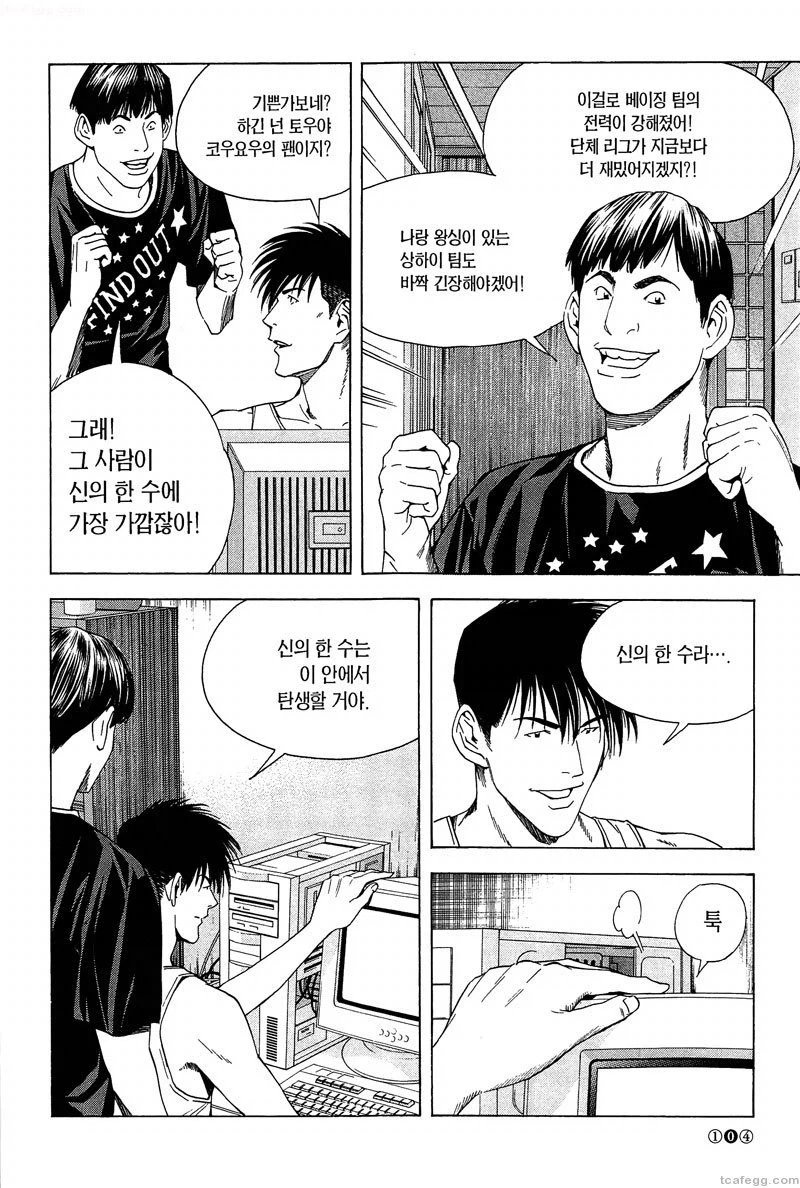 이걸로 베이징 팀의
전력이 강해졌어!
단체 리그가 지금보다
더 재밌어지겠지?!
나랑 왕싱이 있는
상하이 팀도
바짝 긴장해야겠어!
기쁜가보네?
하긴 넌 토우야
코우요우의 팬이지?
FIND OUT
그래!
그 사람이
신의 한 수에
가장 가깝잖아!
신의 한 수라….
툭
신의 한 수는
이 안에서
탄생할 거야.
①⓿④
tcafegg.com